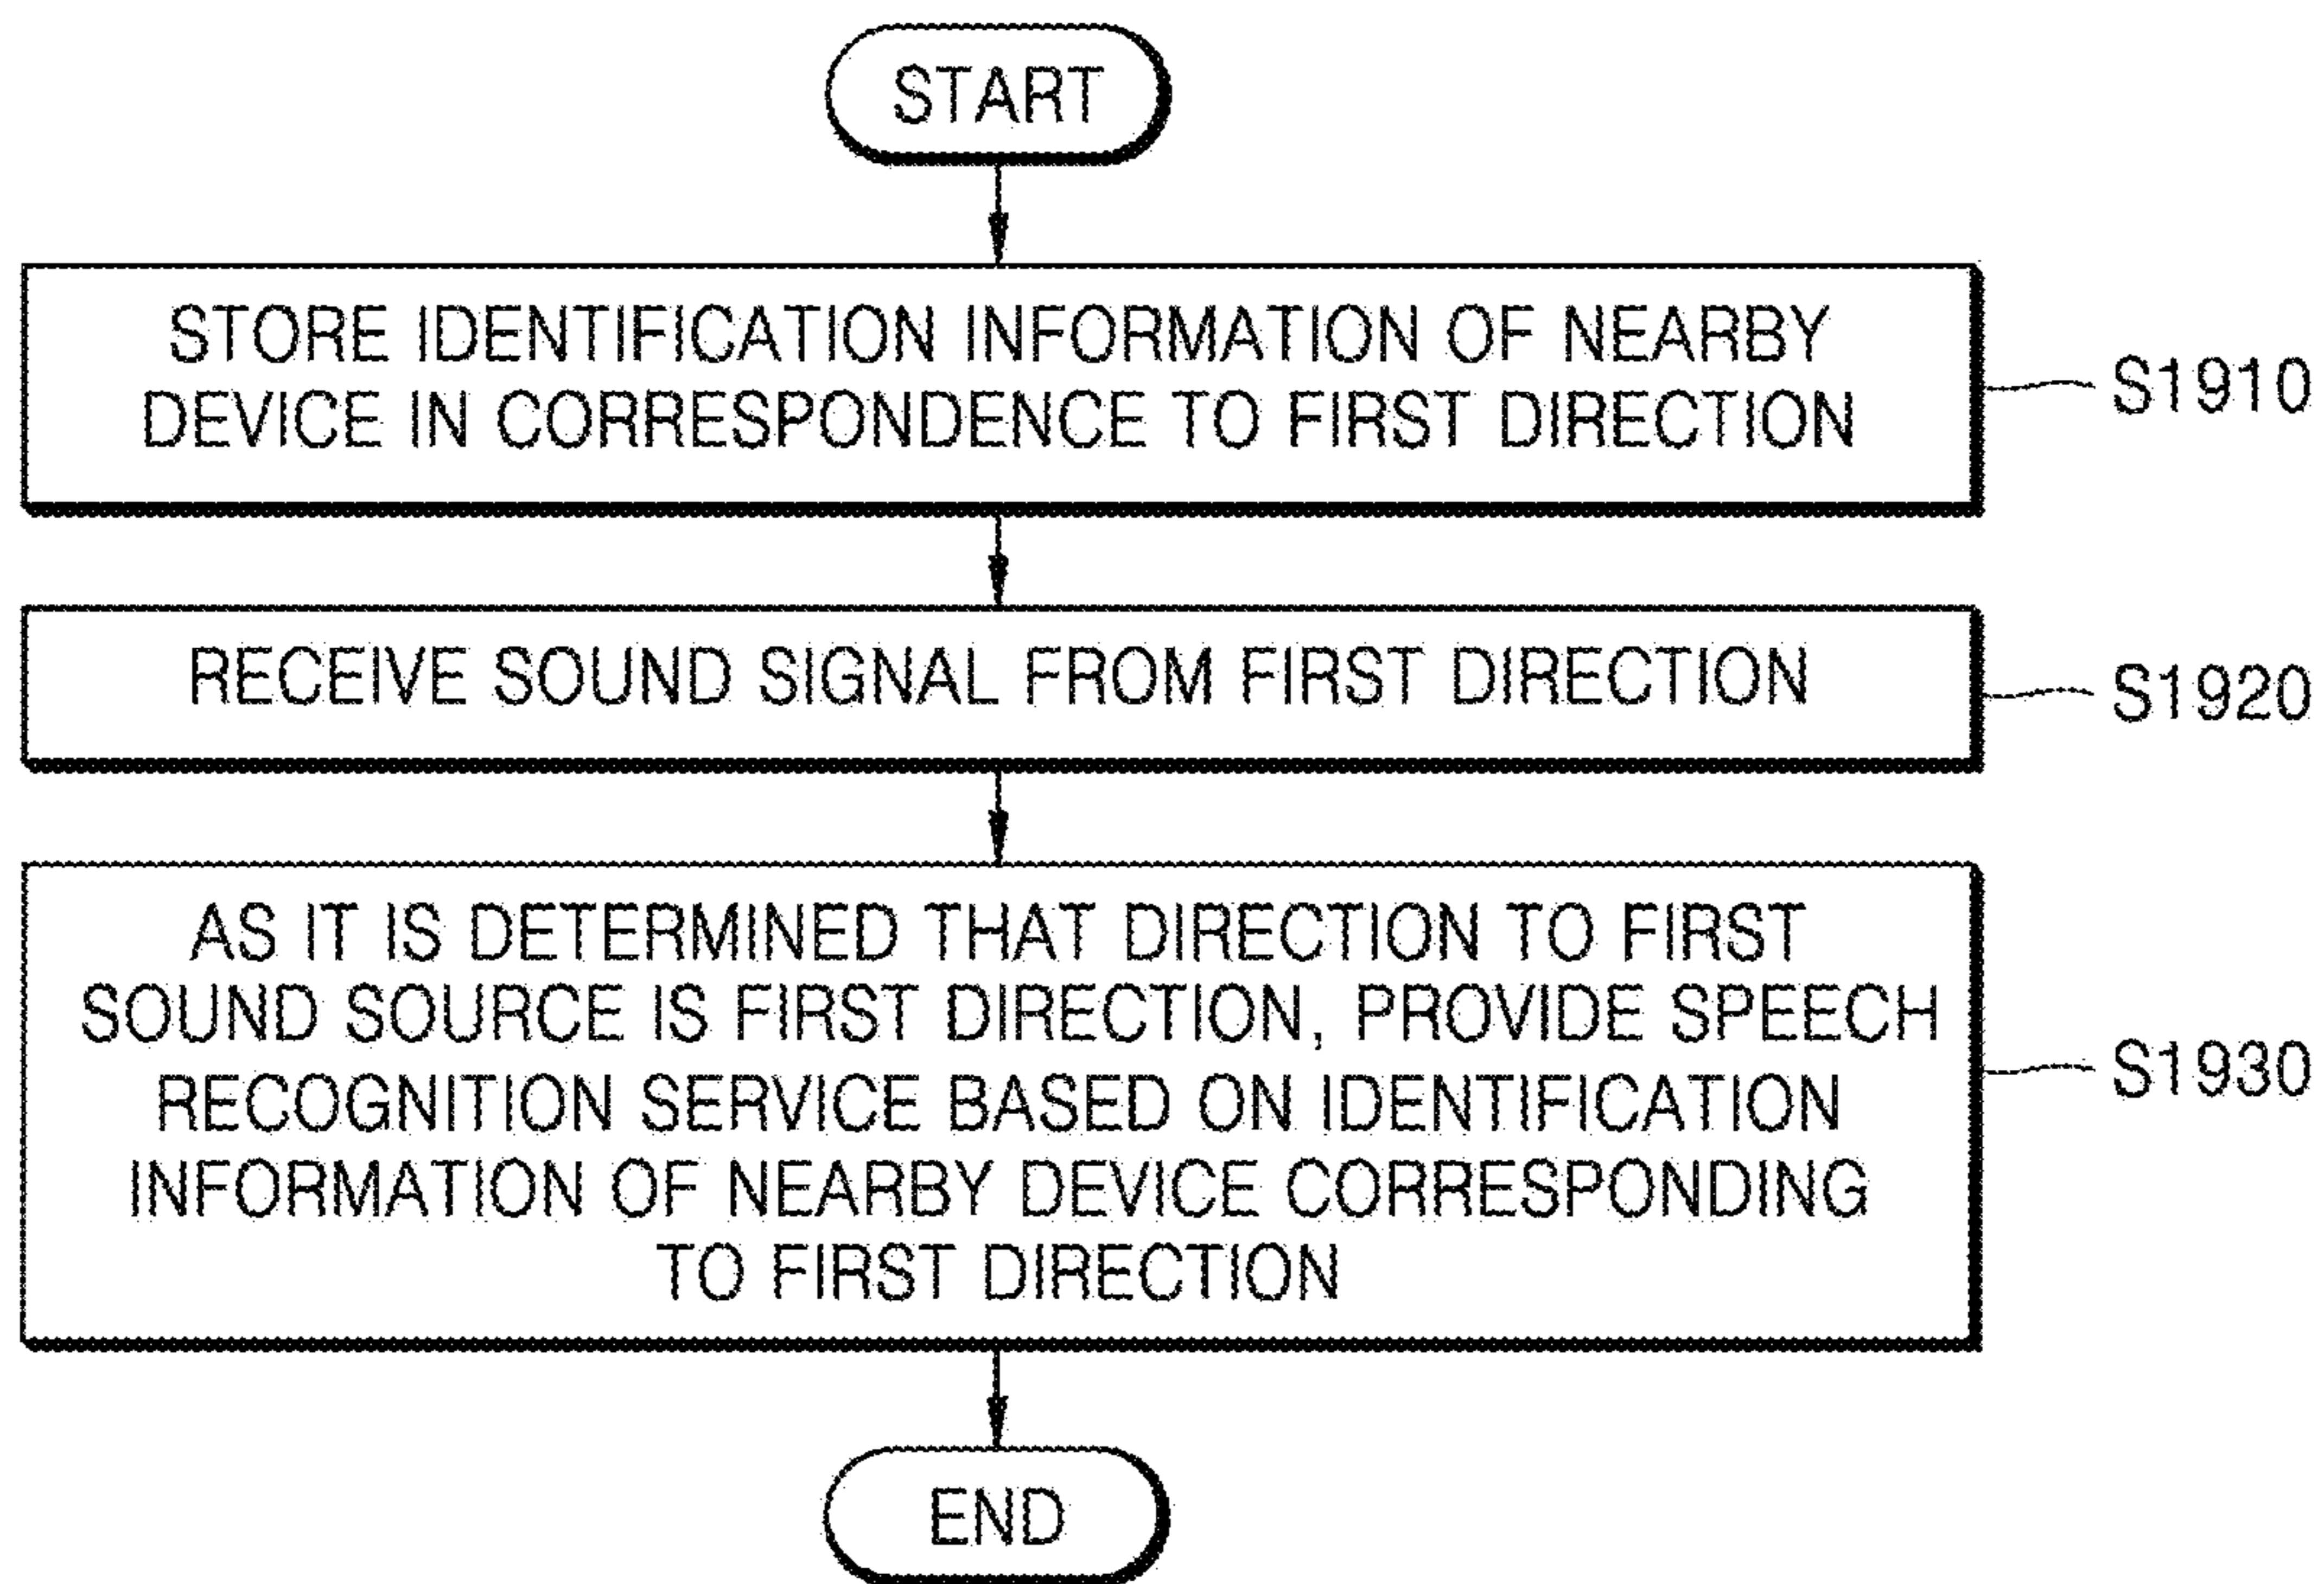 START
STORE IDENTIFICATION INFORMATION OF NEARBY
DEVICE IN CORRESPONDENCE TO FIRST DIRECTION
S1910
RECEIVE SOUND SIGNAL FROM FIRST DIRECTION
S1920
AS IT IS DETERMINED THAT DIRECTION TO FIRST
SOUND SOURCE IS FIRST DIRECTION, PROVIDE SPEECH
RECOGNITION SERVICE BASED ON IDENTIFICATION
INFORMATION OF NEARBY DEVICE CORRESPONDING
TO FIRST DIRECTION
S1930
END